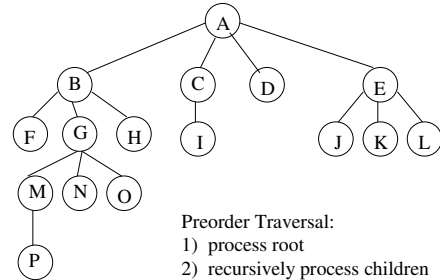 A
B C D E
F G H I J K L
M N O
P
Preorder Traversal:
1) process root
2) recursively process children